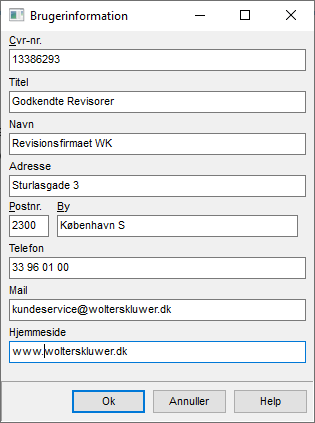 Brugerinformation
Cvr-nr.
13386293
Titel
Godkendte Revisorer
Navn
Revisionsfirmaet WK
Adresse
Sturlasgade 3
Postnr. By
2300 København S
Telefon
33 96 01 00
Mail
kundeservice@wolterskluwer.dk
Hjemmeside
www.wolterskluwer.dk
Ok Annuller Help